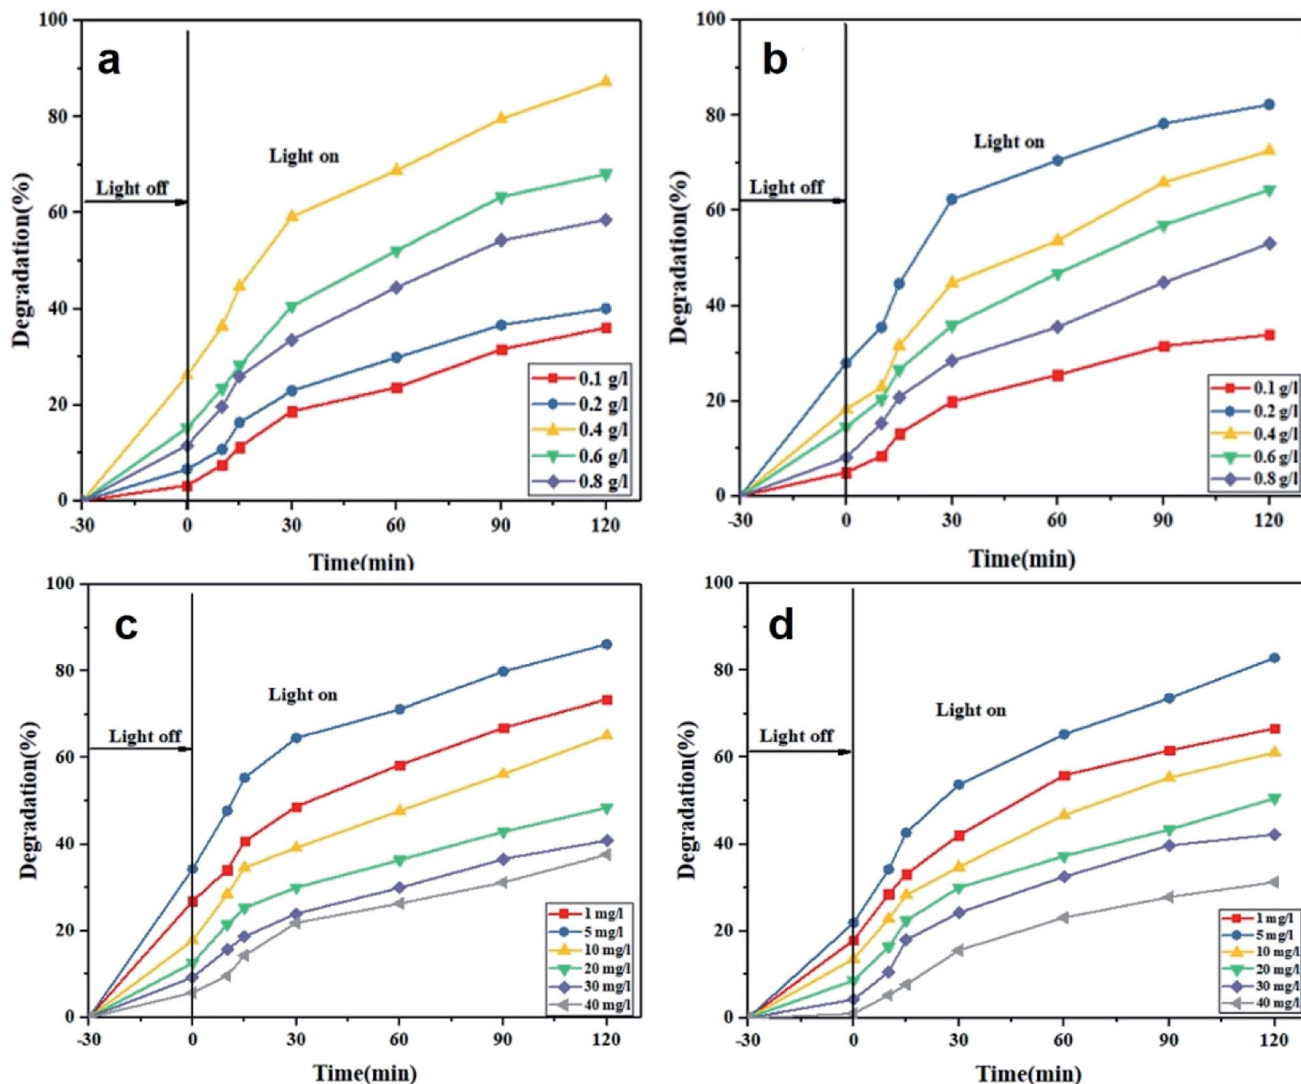 a
100
80
60
40
20
0
Degradation(%)
Light off
Light on
0.1 g/l
0.2 g/l
0.4 g/l
0.6 g/l
0.8 g/l
-30 0 30 60 90 120
Time(min)
b
100
80
60
40
20
0
Degradation(%)
Light off
Light on
0.1 g/l
0.2 g/l
0.4 g/l
0.6 g/l
0.8 g/l
-30 0 30 60 90 120
Time(min)
c
100
80
60
40
20
0
Degradation(%)
Light off
Light on
1 mg/l
5 mg/l
10 mg/l
20 mg/l
30 mg/l
40 mg/l
-30 0 30 60 90 120
Time(min)
d
100
80
60
40
20
0
Degradation(%)
Light off
Light on
1 mg/l
5 mg/l
10 mg/l
20 mg/l
30 mg/l
40 mg/l
-30 0 30 60 90 120
Time(min)